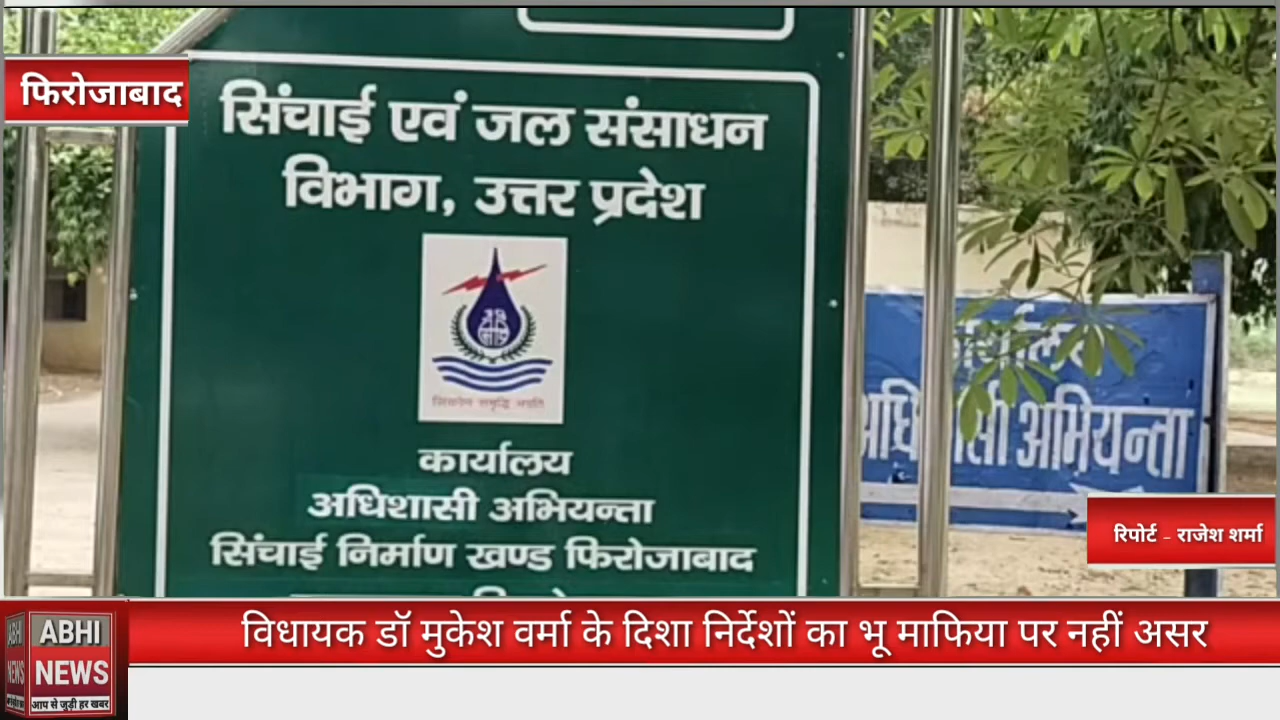 फिरोजाबाद
सिंचाई एवं जल संसाधन
विभाग, उत्तर प्रदेश
कार्यालय
अधिशासी अभियन्ता
सिंचाई निर्माण खण्ड फिरोजाबाद
कार्यालय
अभियन्ता
रिपोर्ट - राजेश शर्मा
विधायक डॉ मुकेश वर्मा के दिशा निर्देशों का भू माफिया पर नहीं असर
ABHI
NEWS
आप से जुड़ी हर खबर